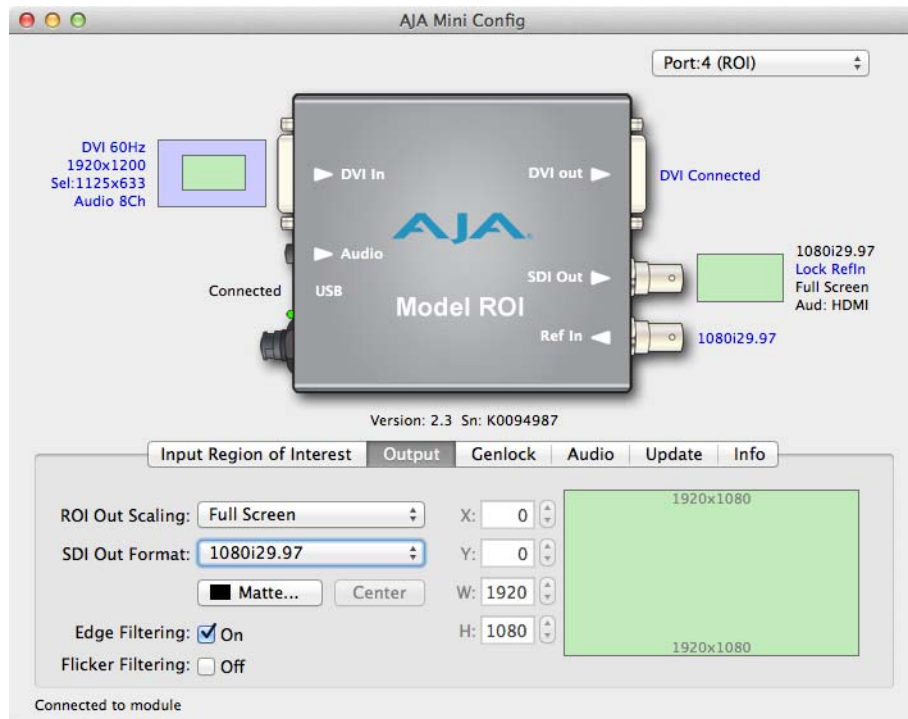 AJA Mini Config
Port:4 (ROI)
DVI 60Hz
1920x1200
Sel:1125x633
Audio 8Ch
DVI In
DVI out
DVI Connected
AJA
Audio
Connected
USB
SDI Out
Model ROI
Ref In
1080i29.97
Lock RefIn
Full Screen
Aud: HDMI
1080i29.97
Version: 2.3 Sn: K0094987
Input Region of Interest Output Genlock Audio Update Info
ROI Out Scaling: Full Screen
SDI Out Format: 1080i29.97
Matte... Center
Edge Filtering: On
Flicker Filtering: Off
X: 0
Y: 0
W: 1920
H: 1080
1920x1080
1920x1080
Connected to module